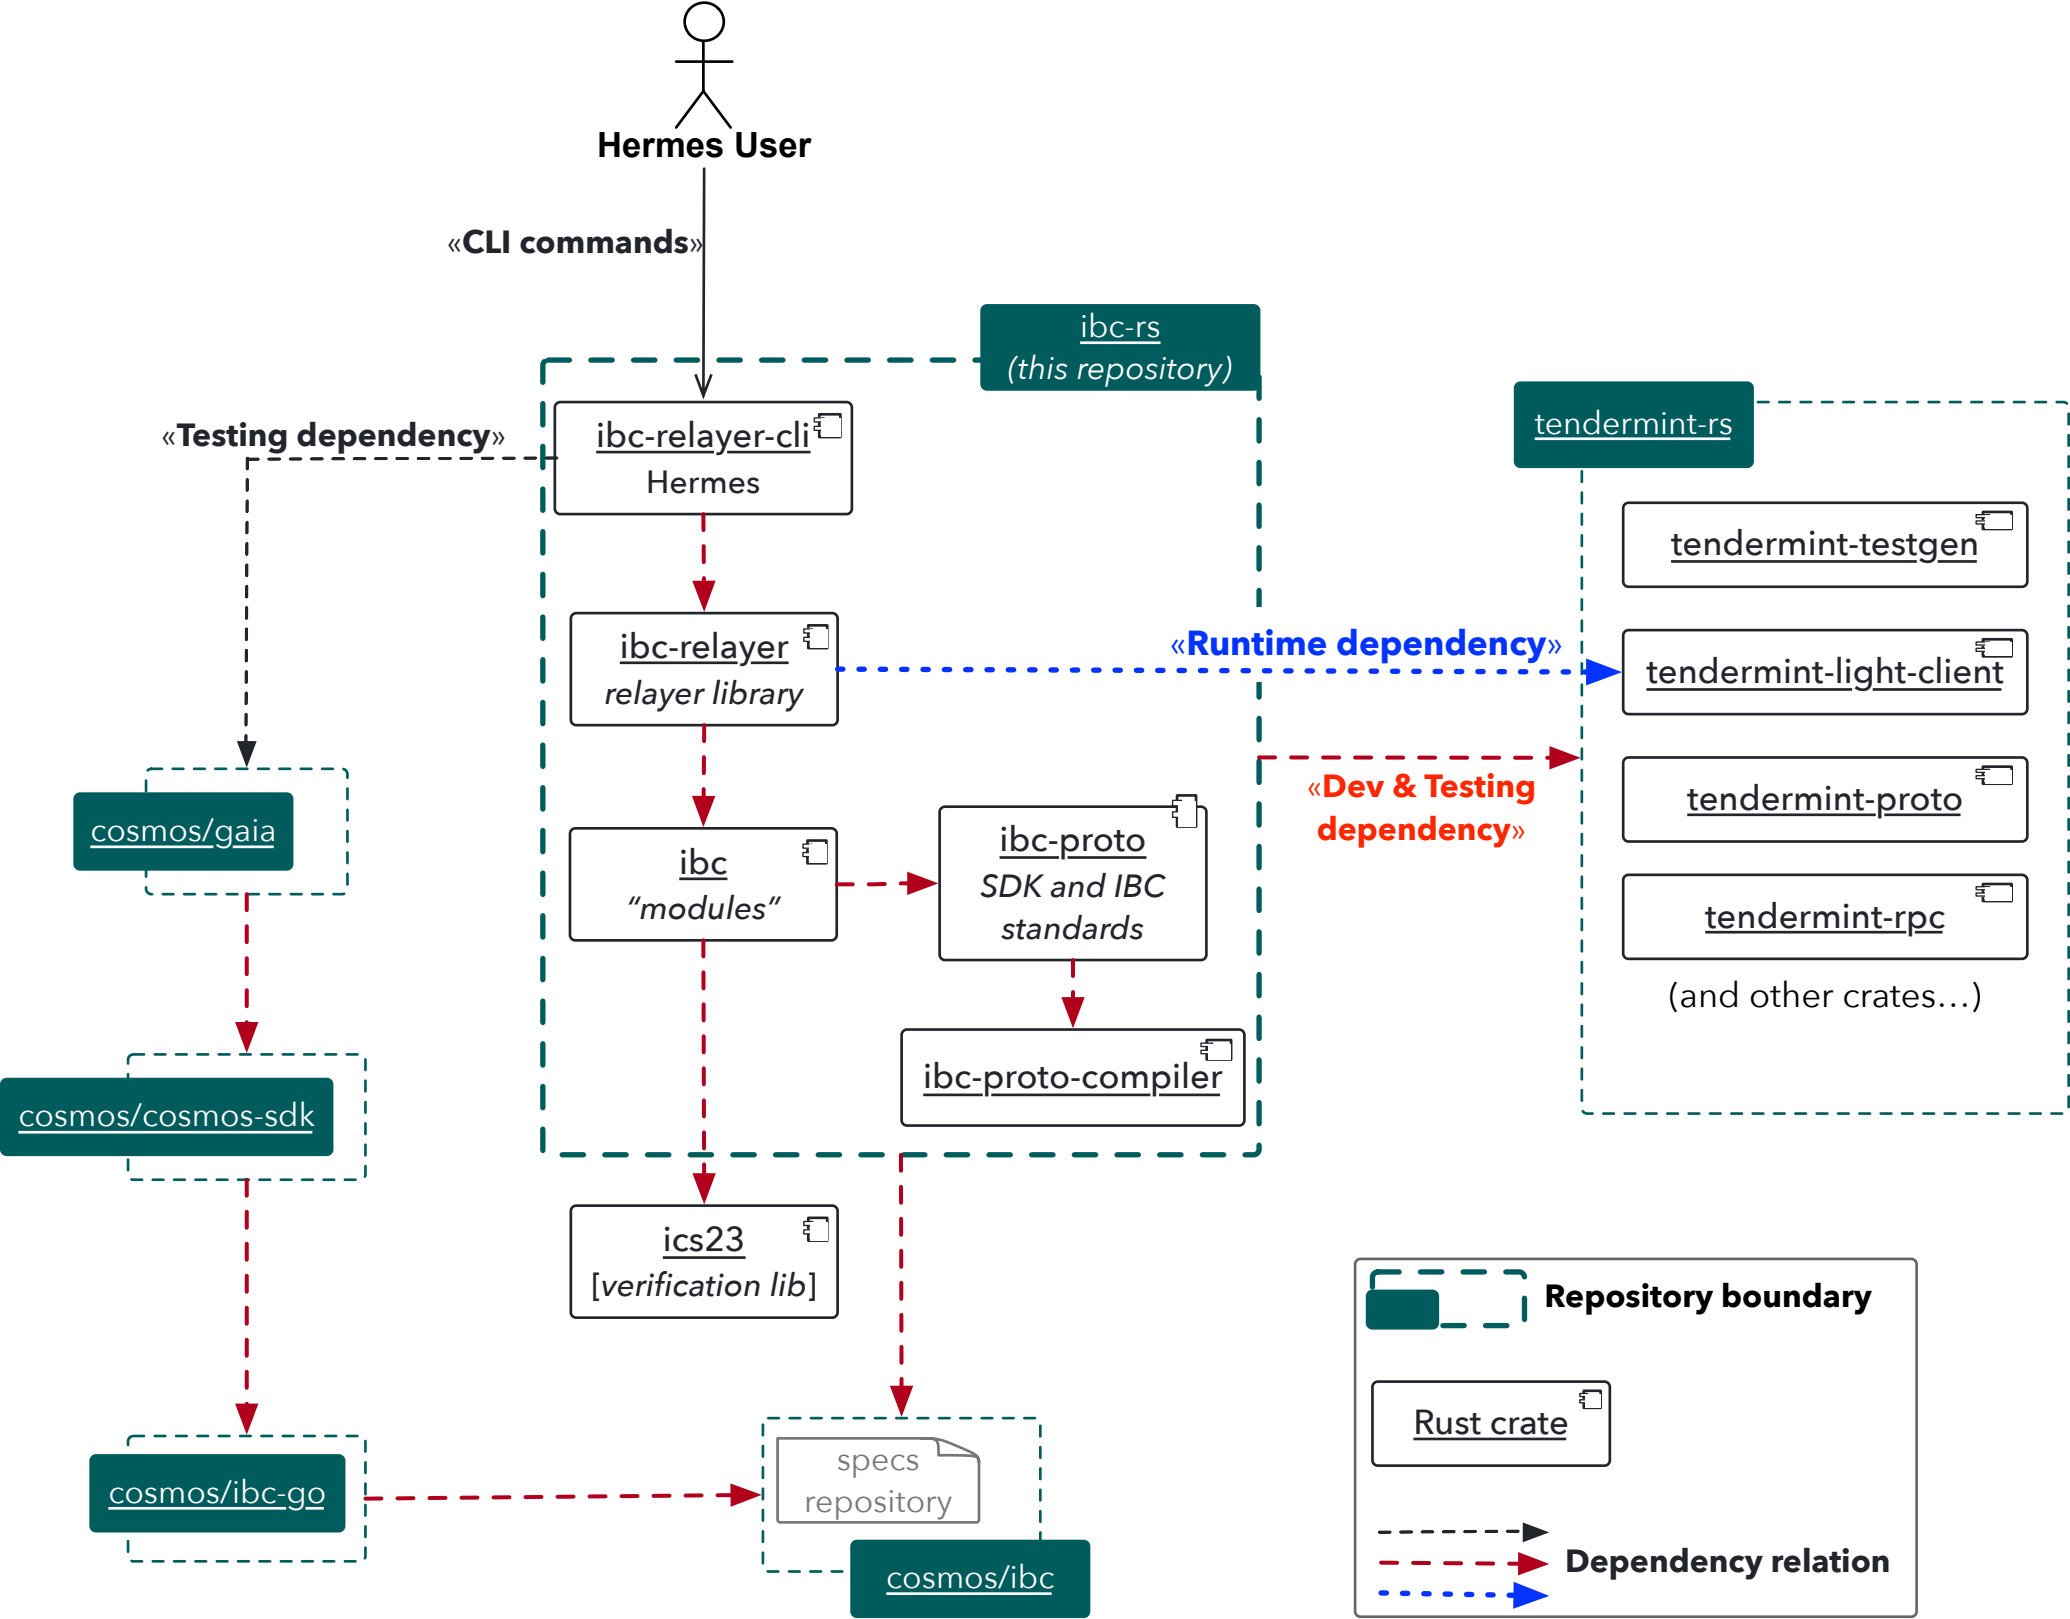 Hermes User
«CLI commands»
ibc-rs
(this repository)
«Testing dependency»
ibc-relayer-cli
Hermes
tendermint-rs
tendermint-testgen
ibc-relayer
relayer library
«Runtime dependency»
tendermint-light-client
«Dev & Testing
dependency»
tendermint-proto
cosmos/gaia
ibc
“modules”
ibc-proto
SDK and IBC
standards
tendermint-rpc
(and other crates…)
ibc-proto-compiler
cosmos/cosmos-sdk
ics23
[verification lib]
cosmos/ibc-go
specs
repository
cosmos/ibc
Repository boundary
Rust crate
Dependency relation